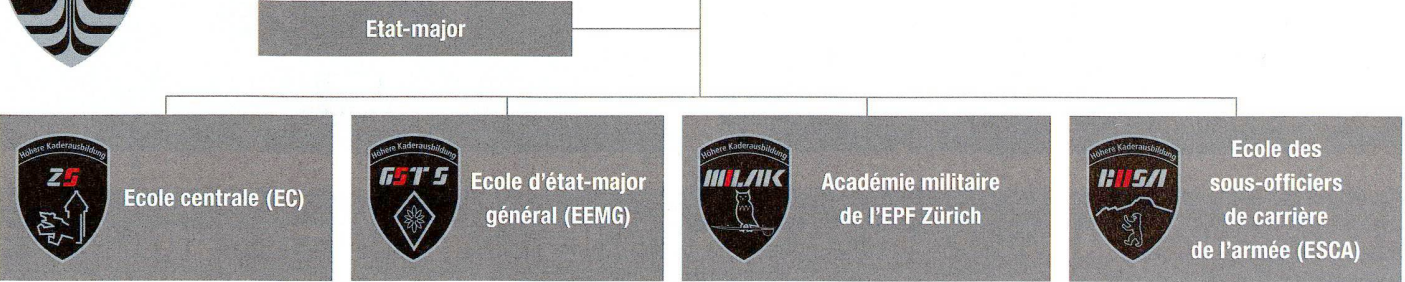 Etat-major
Höhere Kaderausbildung
ZS
Ecole centrale (EC)
Höhere Kaderausbildung
GST S
Ecole d'état-major
général (EEMG)
Höhere Kaderausbildung
MILAK
Académie militaire
de l'EPF Zürich
Höhere Kaderausbildung
BUSA
Ecole des
sous-officiers
de carrière
de l'armée (ESCA)